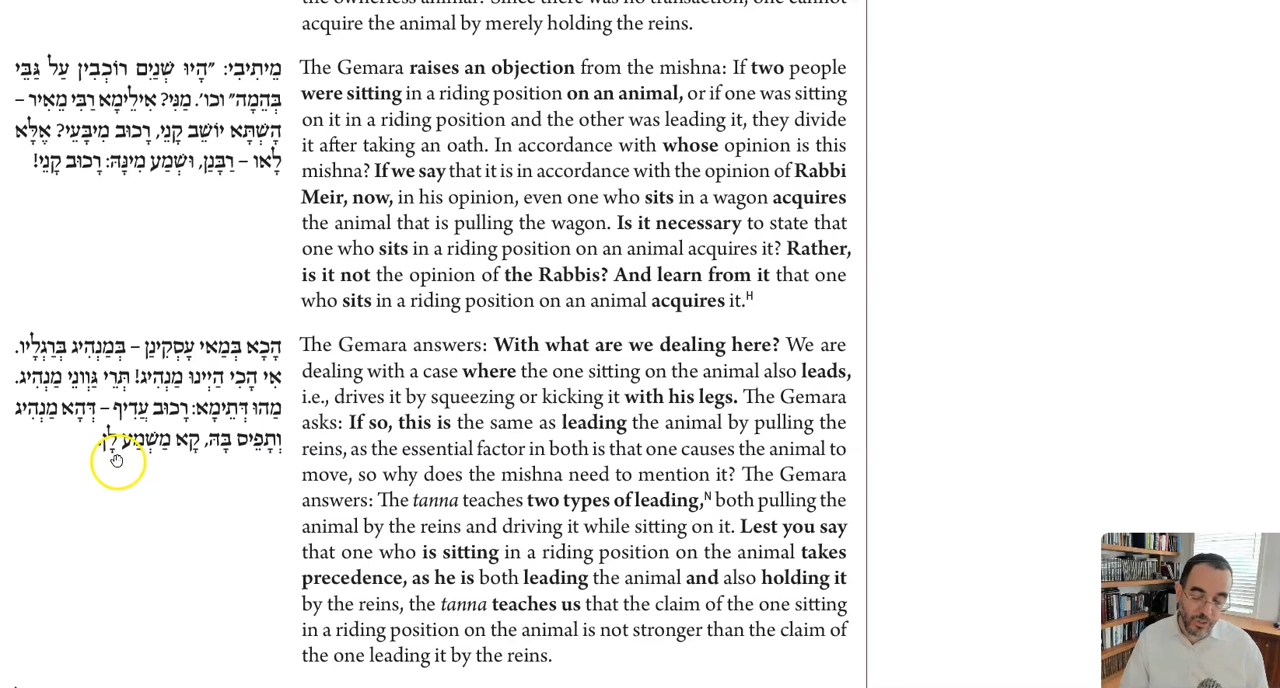 the ownerless animal? Since there was no transaction, one cannot
acquire the animal by merely holding the reins.
מֵיתִיבִי: ״הָיוּ שְׁנַיִם רוֹכְבִין עַל גַּבֵּי
בְּהֵמָה״ וכו׳. מַנִּי? אִילֵימָא רַבִּי מֵאִיר –
הָשְׁתָּא יוֹשֵׁב קָנֵי, רָכוּב מִיבָּעֵי? אֶלָּא
לָאו – רַבָּנַן, וּשְׁמַע מִינַּהּ: רָכוּב קָנֵי!
The Gemara raises an objection from the mishna: If two people
were sitting in a riding position on an animal, or if one was sitting
on it in a riding position and the other was leading it, they divide
it after taking an oath. In accordance with whose opinion is this
mishna? If we say that it is in accordance with the opinion of Rabbi
Meir, now, in his opinion, even one who sits in a wagon acquires
the animal that is pulling the wagon. Is it necessary to state that
one who sits in a riding position on an animal acquires it? Rather,
is it not the opinion of the Rabbis? And learn from it that one
who sits in a riding position on an animal acquires it.H
הָכָא בְּמַאי עָסְקִינַן – בְּמַנְהִיג בְּרַגְלָיו.
אִי הָכִי הַיְינוּ מַנְהִיג! תְּרֵי גַּוְונֵי מַנְהִיג.
מַהוּ דְּתֵימָא: רָכוּב עֲדִיף – דְּהָא מַנְהִיג
וְתָפֵיס בָּהּ, קָא מַשְׁמַע לָן.
The Gemara answers: With what are we dealing here? We are
dealing with a case where the one sitting on the animal also leads,
i.e., drives it by squeezing or kicking it with his legs. The Gemara
asks: If so, this is the same as leading the animal by pulling the
reins, as the essential factor in both is that one causes the animal to
move, so why does the mishna need to mention it? The Gemara
answers: The tanna teaches two types of leading,N both pulling the
animal by the reins and driving it while sitting on it. Lest you say
that one who is sitting in a riding position on the animal takes
precedence, as he is both leading the animal and also holding it
by the reins, the tanna teaches us that the claim of the one sitting
in a riding position on the animal is not stronger than the claim of
the one leading it by the reins.